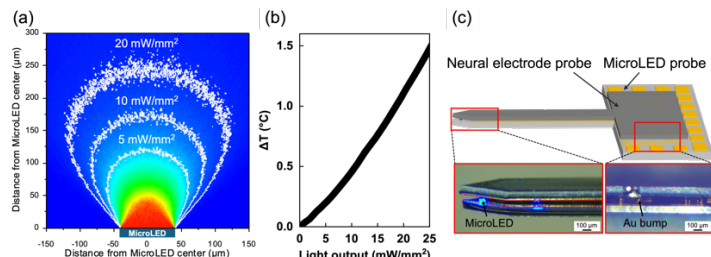 (a)
300
250
200
150
100
50
0
Distance from MicroLED center (µm)
20 mW/mm²
10 mW/mm²
5 mW/mm²
MicroLED
-150 -100 -50 0 50 100 150
Distance from MicroLED center (µm)
(b)
1.5
1.0
0.5
0
ΔT (°C)
0 5 10 15 20 25
Light output (mW/mm²)
(c)
Neural electrode probe
MicroLED probe
MicroLED
100 µm
Au bump
100 µm